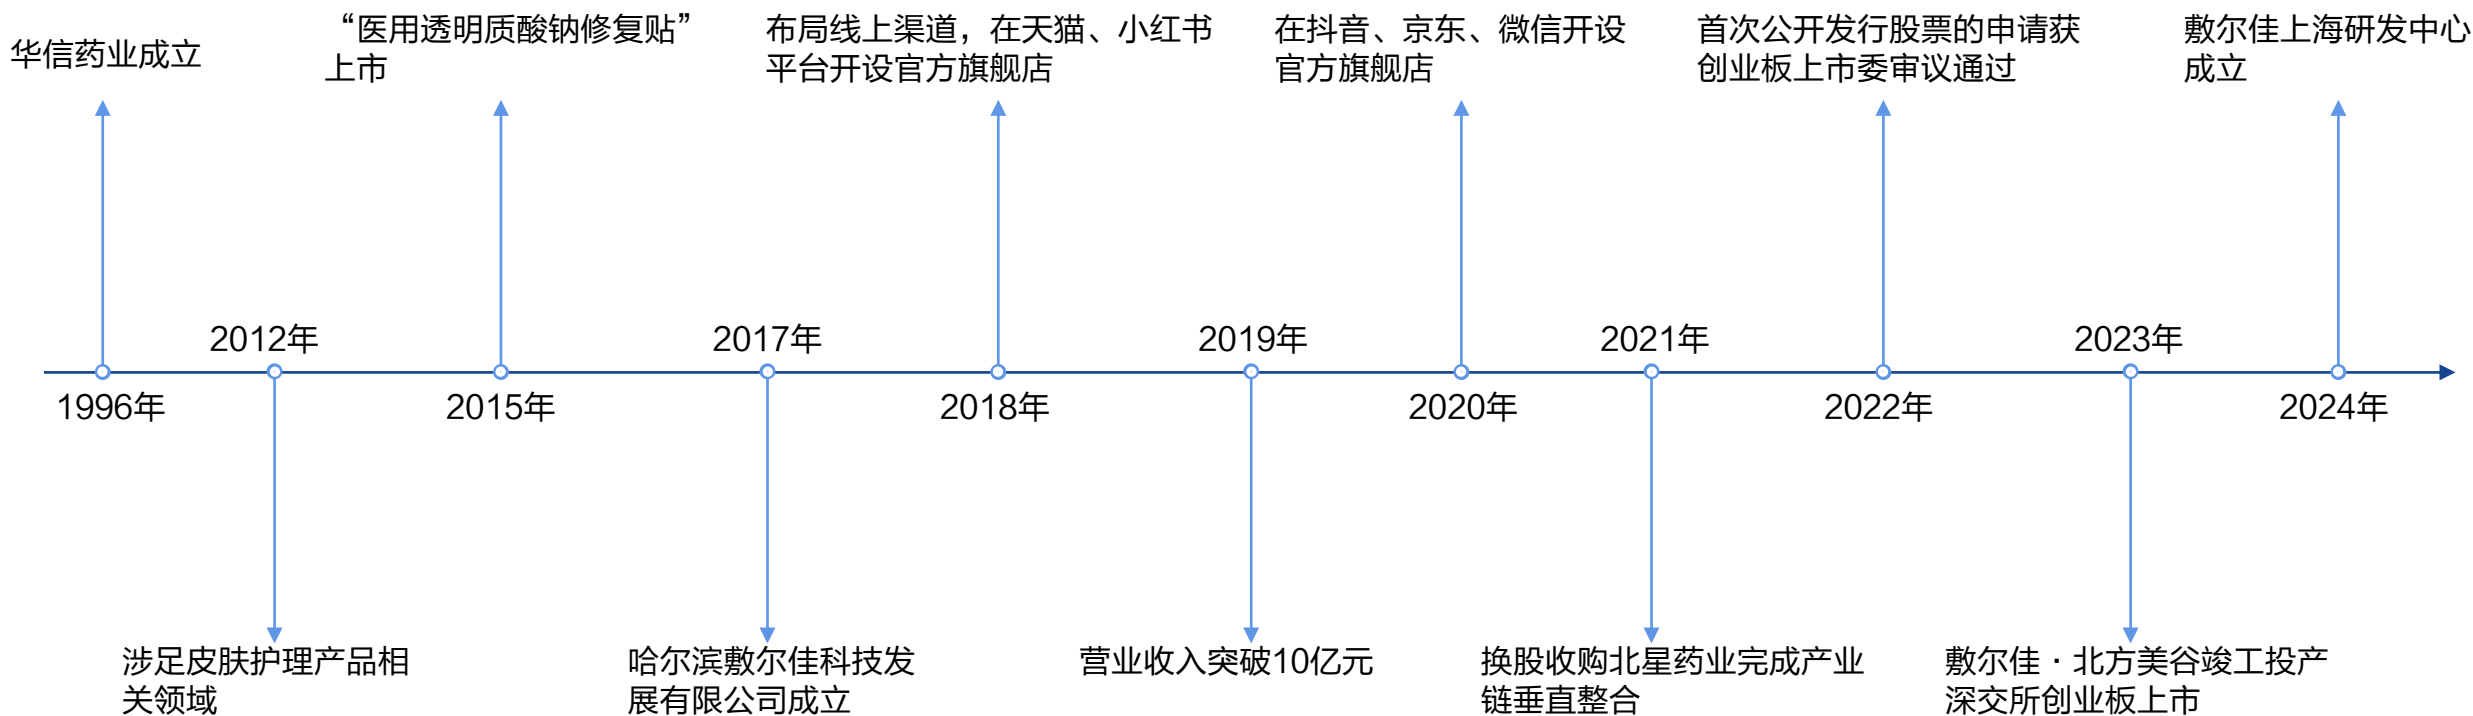 华信药业成立
“医用透明质酸钠修复贴”
上市
布局线上渠道，在天猫、小红书
平台开设官方旗舰店
在抖音、京东、微信开设
官方旗舰店
首次公开发行股票的申请获
创业板上市委审议通过
敷尔佳上海研发中心
成立
2012年
2017年
2019年
2021年
2023年
1996年
2015年
2018年
2020年
2022年
2024年
涉足皮肤护理产品相
关领域
哈尔滨敷尔佳科技发
展有限公司成立
营业收入突破10亿元
换股收购北星药业完成产业
链垂直整合
敷尔佳·北方美谷竣工投产
深交所创业板上市